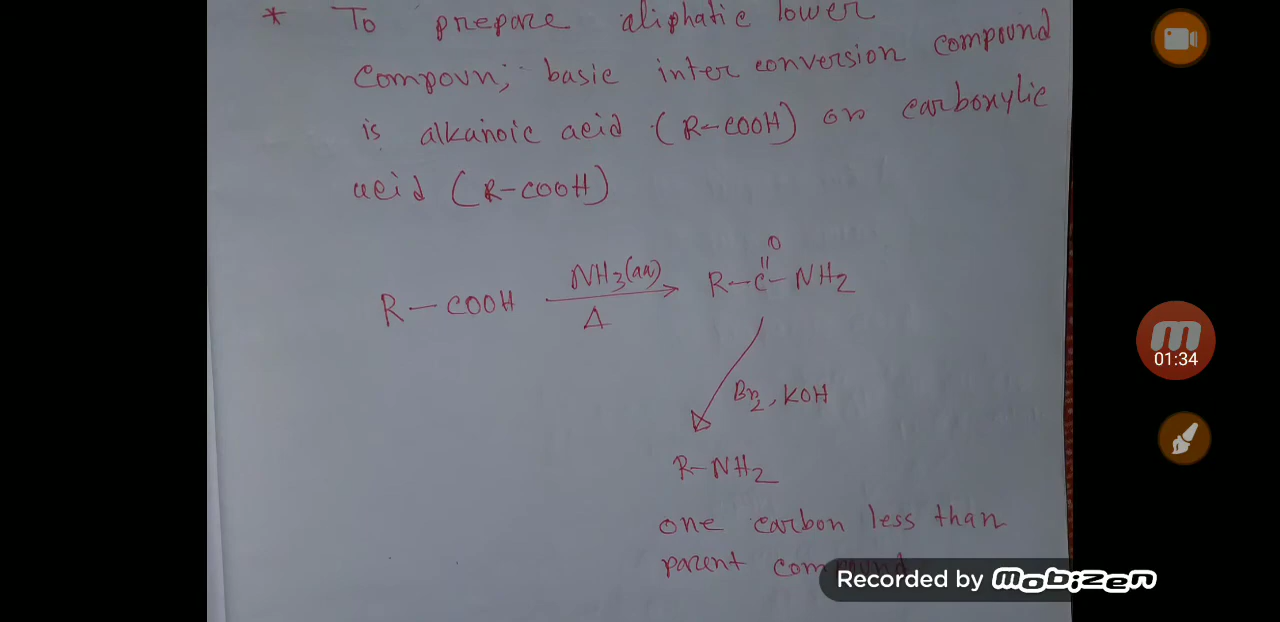 * To prepare aliphatic lower
compoun; basic inter conversion compound
is alkanoic acid (R-COOH) or carboxylic
acid (R-COOH)
O
R-COOH NH3(aq) R-C-NH2
Δ
Br2, KOH
R-NH2
one carbon less than
parent compound
01:34
Recorded by mobizen